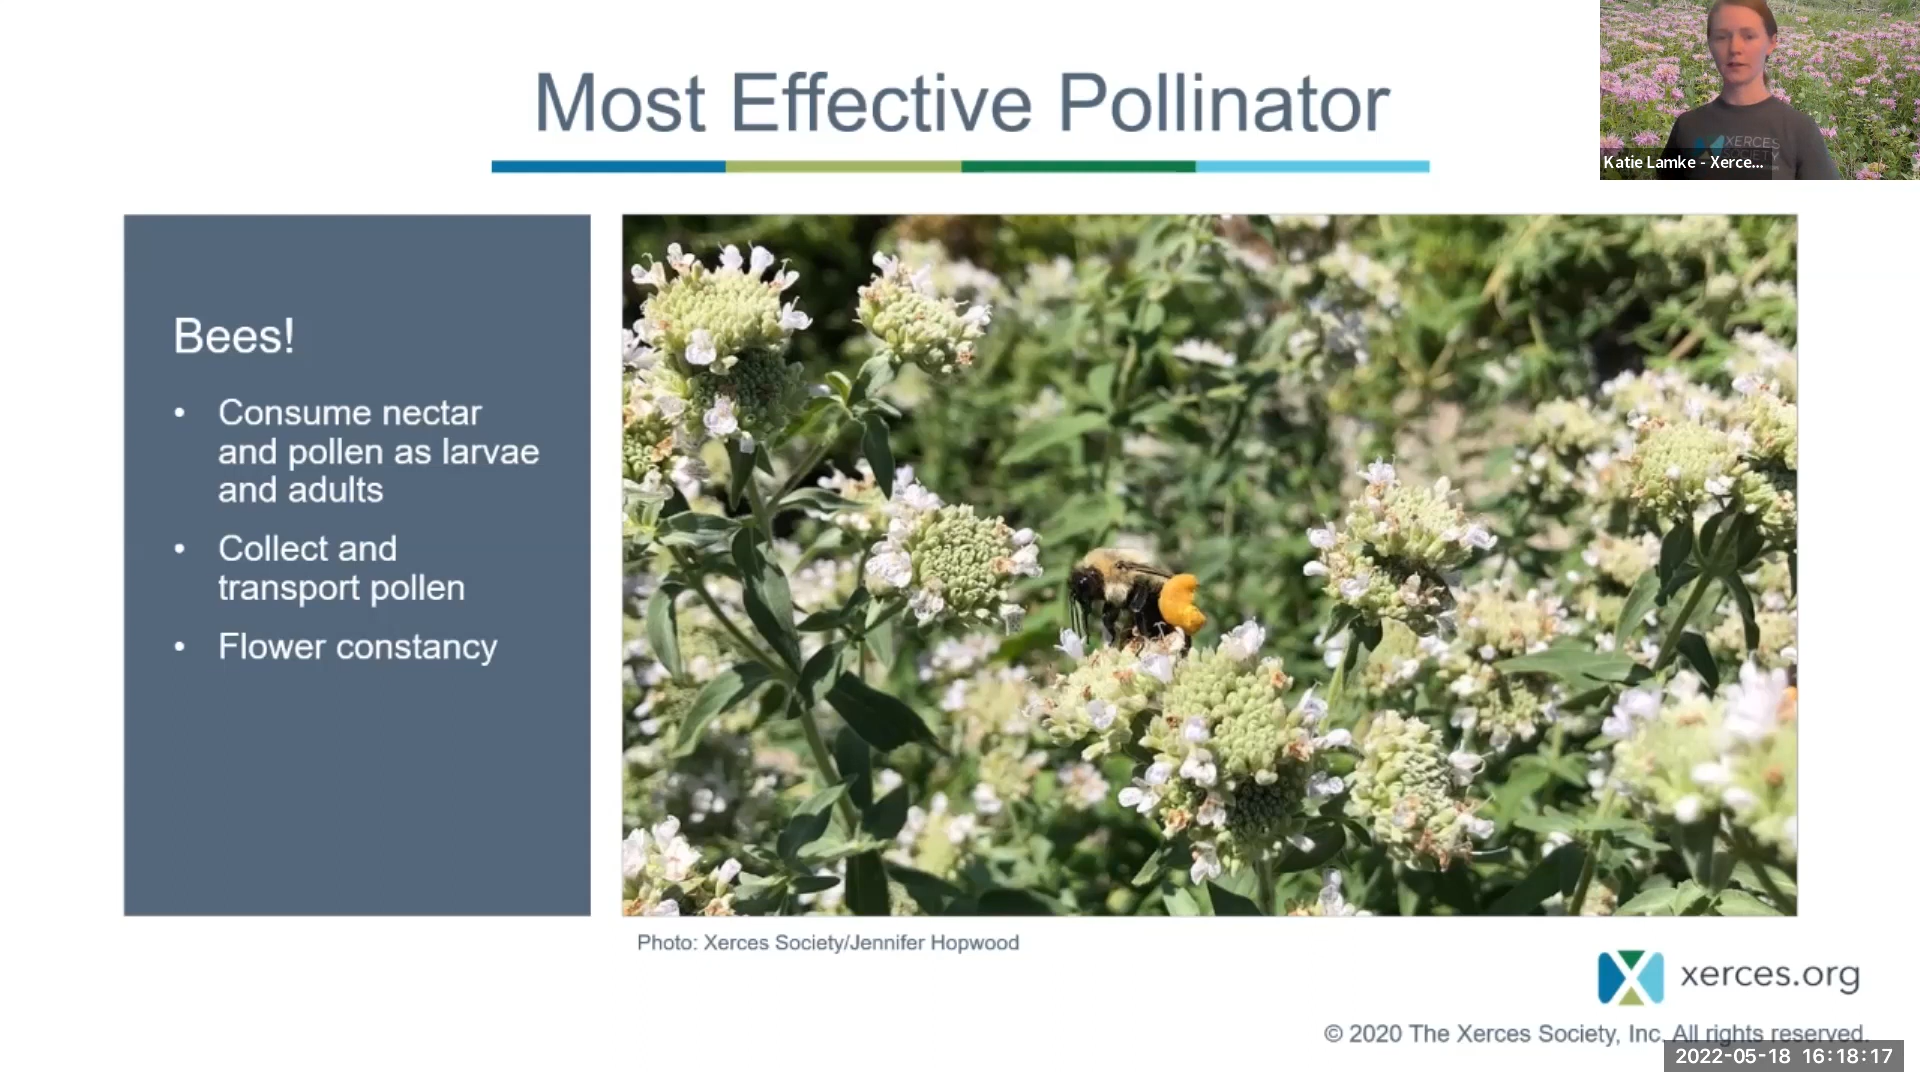 Most Effective Pollinator
XERCES
SOCIETY
Katie Lamke - Xerce...
Bees!
• Consume nectar
and pollen as larvae
and adults
• Collect and
transport pollen
• Flower constancy
Photo: Xerces Society/Jennifer Hopwood
xerces.org
© 2020 The Xerces Society, Inc. All rights reserved.
2022-05-18 16:18:17